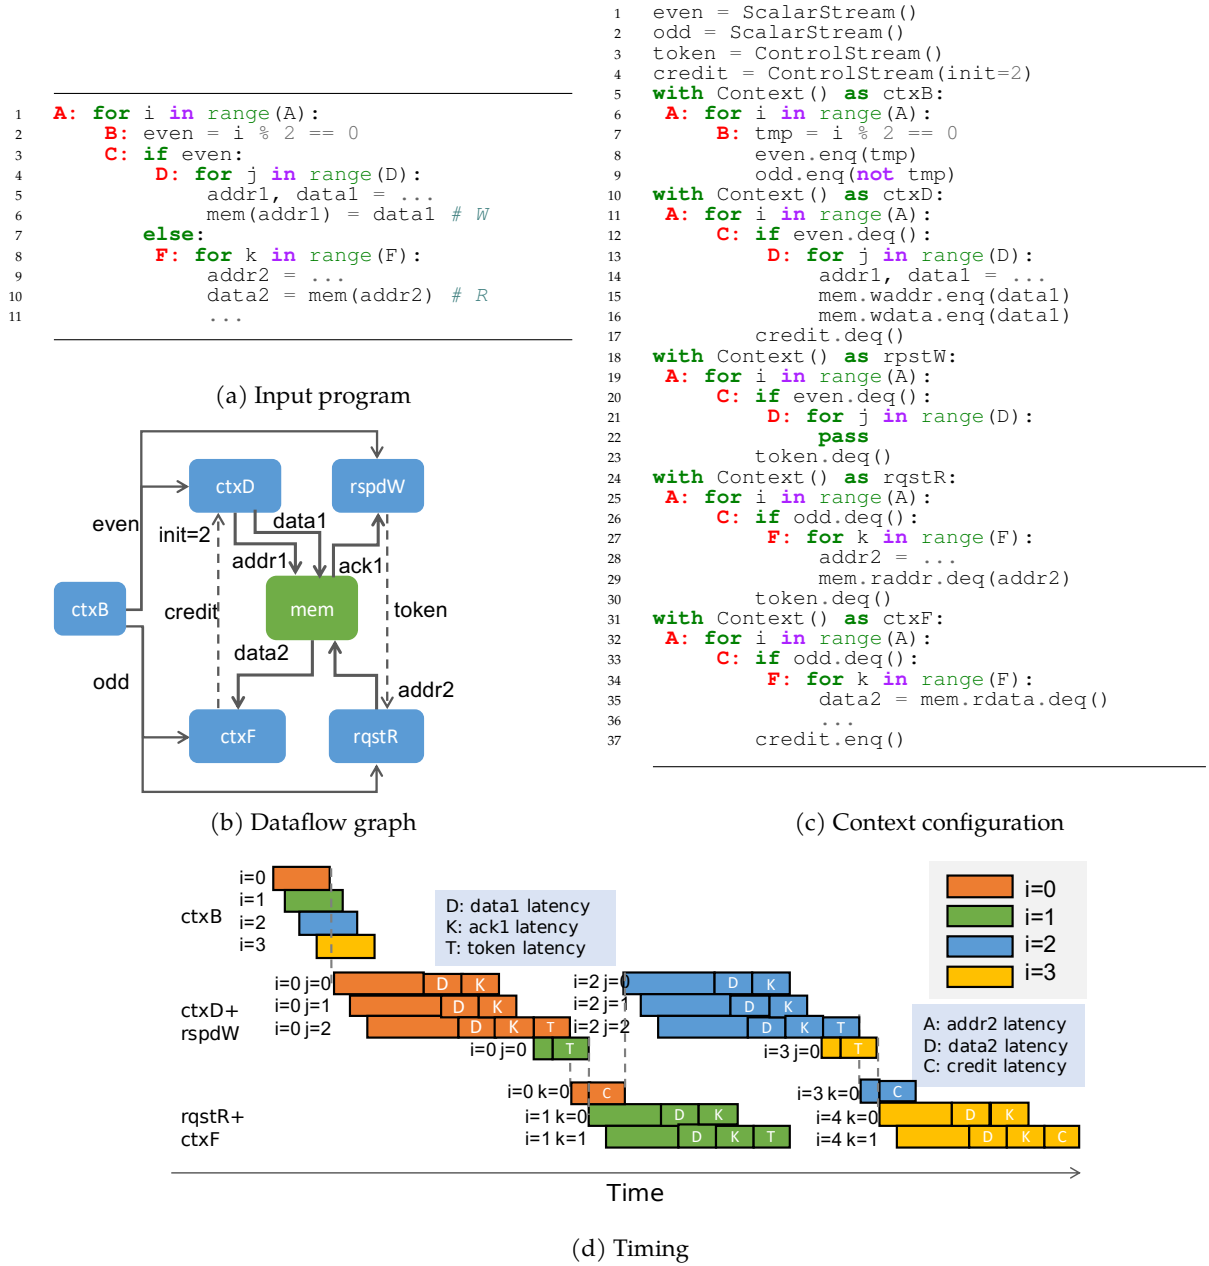 1 A: for i in range(A):
2 B: even = i % 2 == 0
3 C: if even:
4 D: for j in range(D):
5 addr1, data1 = ...
6 mem(addr1) = data1 # W
7 else:
8 F: for k in range(F):
9 addr2 = ...
10 data2 = mem(addr2) # R
11 ...
(a) Input program
ctxD
rspdW
even
init=2
data1
addr1
ack1
ctxB
credit
mem
token
data2
odd
addr2
ctxF
rqstR
(b) Dataflow graph
1 even = ScalarStream()
2 odd = ScalarStream()
3 token = ControlStream()
4 credit = ControlStream(init=2)
5 with Context() as ctxB:
6 A: for i in range(A):
7 B: tmp = i % 2 == 0
8 even.enq(tmp)
9 odd.enq(not tmp)
10 with Context() as ctxD:
11 A: for i in range(A):
12 C: if even.deq():
13 D: for j in range(D):
14 addr1, data1 = ...
15 mem.waddr.enq(data1)
16 mem.wdata.enq(data1)
17 credit.deq()
18 with Context() as rpstW:
19 A: for i in range(A):
20 C: if even.deq():
21 D: for j in range(D):
22 pass
23 token.deq()
24 with Context() as rqstR:
25 A: for i in range(A):
26 C: if odd.deq():
27 F: for k in range(F):
28 addr2 = ...
29 mem.raddr.deq(addr2)
30 token.deq()
31 with Context() as ctxF:
32 A: for i in range(A):
33 C: if odd.deq():
34 F: for k in range(F):
35 data2 = mem.rdata.deq()
36 ...
37 credit.enq()
(c) Context configuration
ctxB
i=0
i=1
i=2
i=3
D: data1 latency
K: ack1 latency
T: token latency
i=0
i=1
i=2
i=3
ctxD+
rspdW
i=0 j=0 D K
i=0 j=1 D K
i=0 j=2 D K T
i=0 j=0 T
i=2 j=0 D K
i=2 j=1 D K
i=2 j=2 D K T
i=3 j=0 T
A: addr2 latency
D: data2 latency
C: credit latency
rqstR+
ctxF
i=0 k=0 C
i=1 k=0 D K
i=1 k=1 D K T
i=3 k=0 C
i=4 k=0 D K
i=4 k=1 D K C
Time
(d) Timing